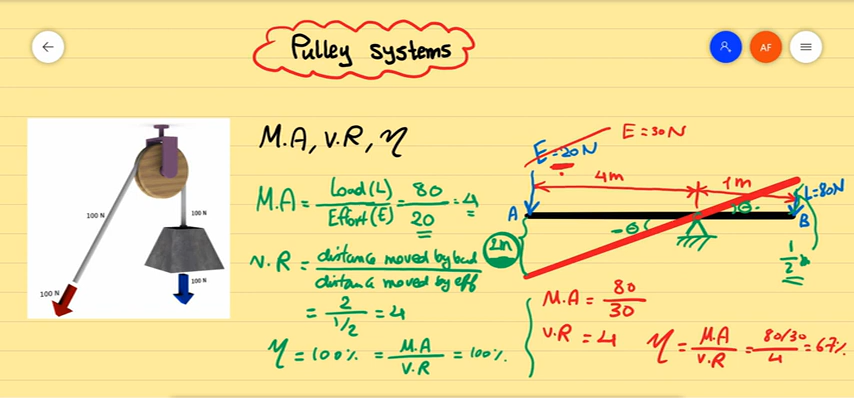 Pulley systems
AF
M.A, V.R, η
M.A = Load(L)/Effort(E) = 80/20 = 4
V.R = distance moved by load/distance moved by eff
= 2/1/2 = 4
η = 100% = M.A/V.R = 100%
100 N
100 N
100 N
100 N
E = 30N
E = 20N
4m
1m
L = 80N
A
B
θ
θ
2m
1/2
M.A = 80/30
V.R = 4
η = M.A/V.R = 80/30/4 = 67%